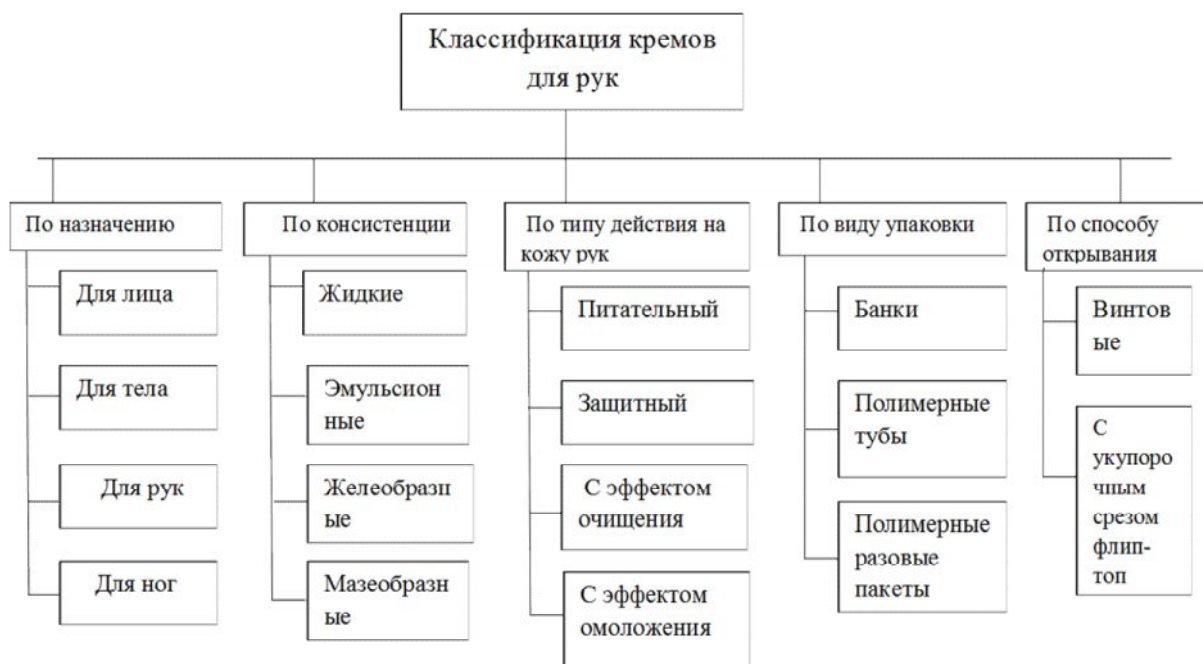 Классификация кремов
для рук
По назначению
Для лица
Для тела
Для рук
Для ног
По консистенции
Жидкие
Эмульсион
ные
Желеобразн
ые
Мазеобраз
ные
По типу действия на
кожу рук
Питательный
Защитный
С эффектом
очищения
С эффектом
омоложения
По виду упаковки
Банки
Полимерные
тубы
Полимерные
разовые
пакеты
По способу
открывания
Винтов
ые
С
укупоро
чным
срезом
флип-
топ